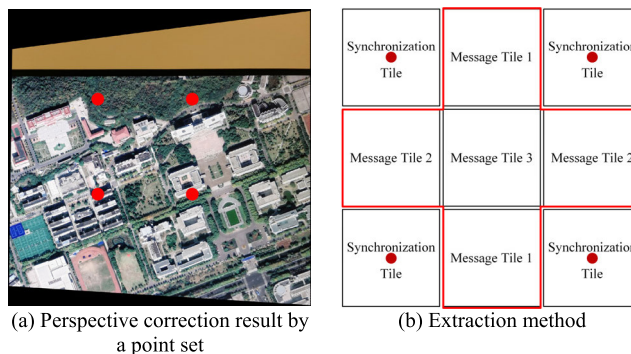 Synchronization
Tile
Message Tile 1
Synchronization
Tile
Message Tile 2
Message Tile 3
Message Tile 2
Synchronization
Tile
Message Tile 1
Synchronization
Tile
(a) Perspective correction result by
a point set
(b) Extraction method